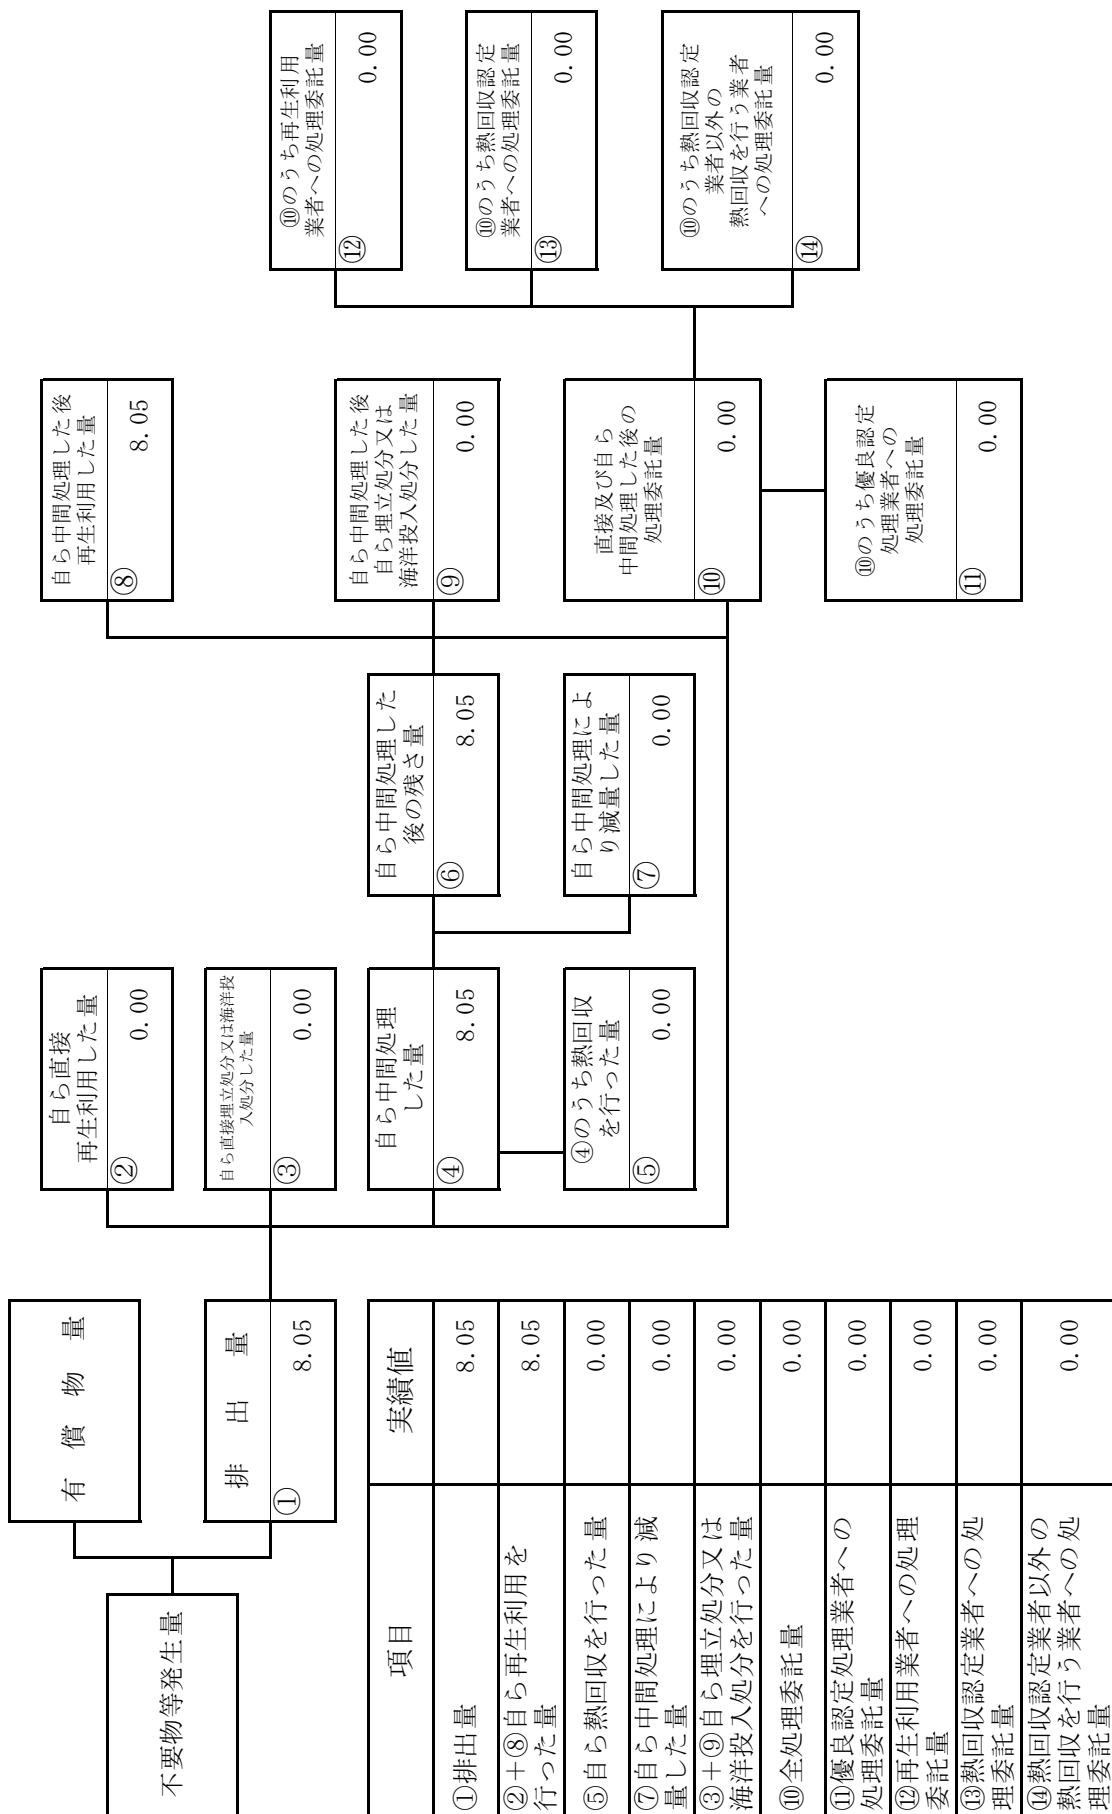 不要物等発生量
有償物量
排出量
①
8.05
自ら直接
再生利用した量
②
0.00
自ら直接埋立処分又は海洋投
入処分した量
③
0.00
自ら中間処理
した量
④
8.05
④のうち熱回収
を行った量
⑤
0.00
自ら中間処理した
後の残さ量
⑥
8.05
自ら中間処理によ
り減量した量
⑦
0.00
自ら中間処理した後
再生利用した量
⑧
8.05
自ら中間処理した後
自ら埋立処分又は
海洋投入処分した量
⑨
0.00
直接及び自ら
中間処理した後の
処理委託量
⑩
0.00
⑩のうち優良認定
処理業者への
処理委託量
⑪
0.00
⑩のうち再生利用
業者への処理委託量
⑫
0.00
⑩のうち熱回収認定
業者への処理委託量
⑬
0.00
⑩のうち熱回収認定
業者以外の
熱回収を行う業者
への処理委託量
⑭
0.00
項目 実績値
①排出量 8.05
②+⑧自ら再生利用を
行った量 8.05
⑤自ら熱回収を行った量 0.00
⑦自ら中間処理により減
量した量 0.00
③+⑨自ら埋立処分又は
海洋投入処分を行った量 0.00
⑩全処理委託量 0.00
⑪優良認定処理業者への
処理委託量 0.00
⑫再生利用業者への処理
委託量 0.00
⑬熱回収認定業者への処
理委託量 0.00
⑭熱回収認定業者以外の
熱回収を行う業者への処
理委託量 0.00